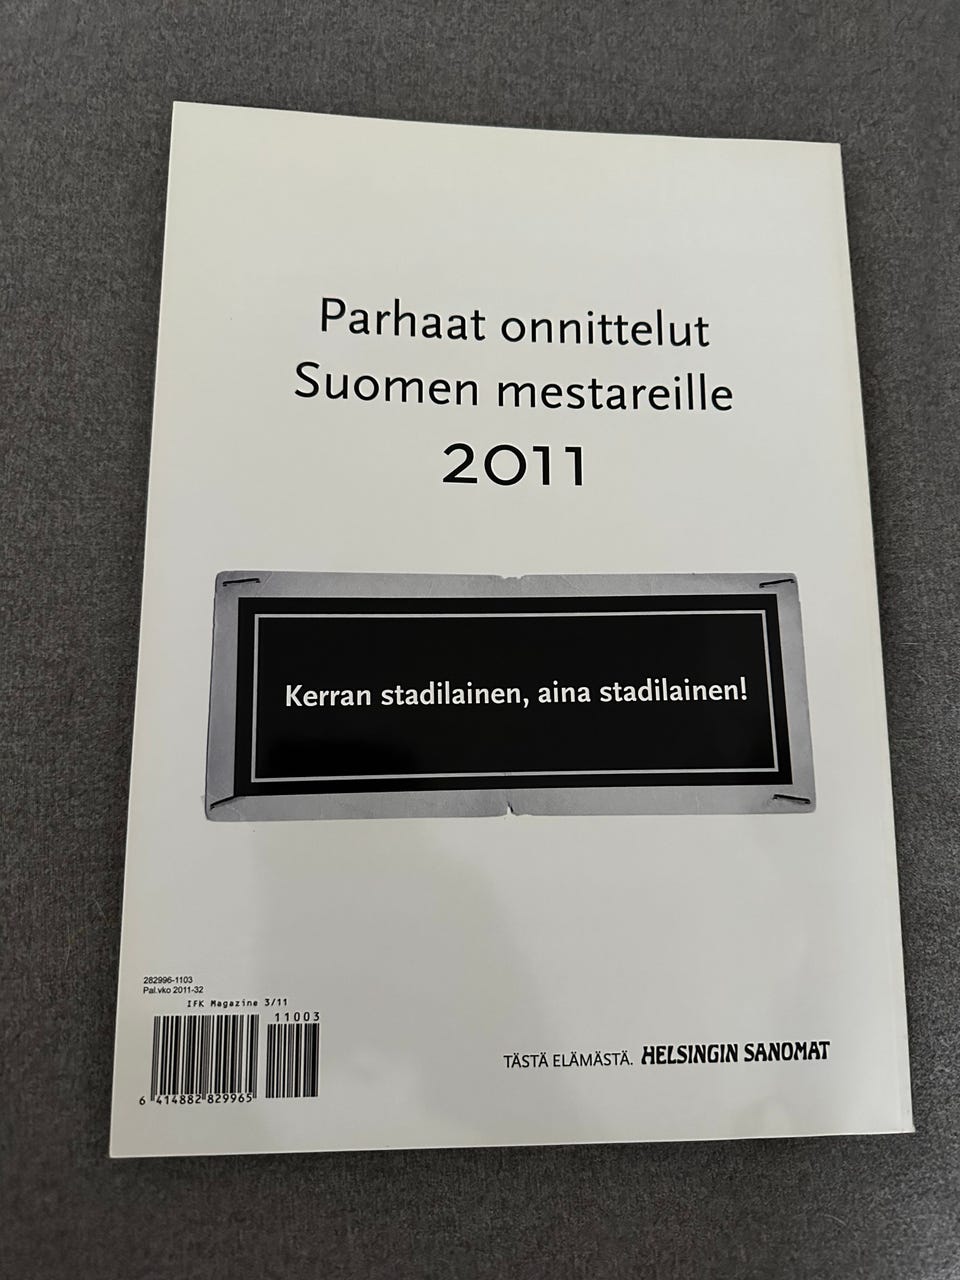 Parhaat onnittelut
Suomen mestareille
2011
Kerran stadilainen, aina stadilainen!
282996-1103
Pal.vko 2011-32
IFK Magazine 3/11
11003
6 414882 829965
TÄSTÄ ELÄMÄSTÄ. HELSINGIN SANOMAT